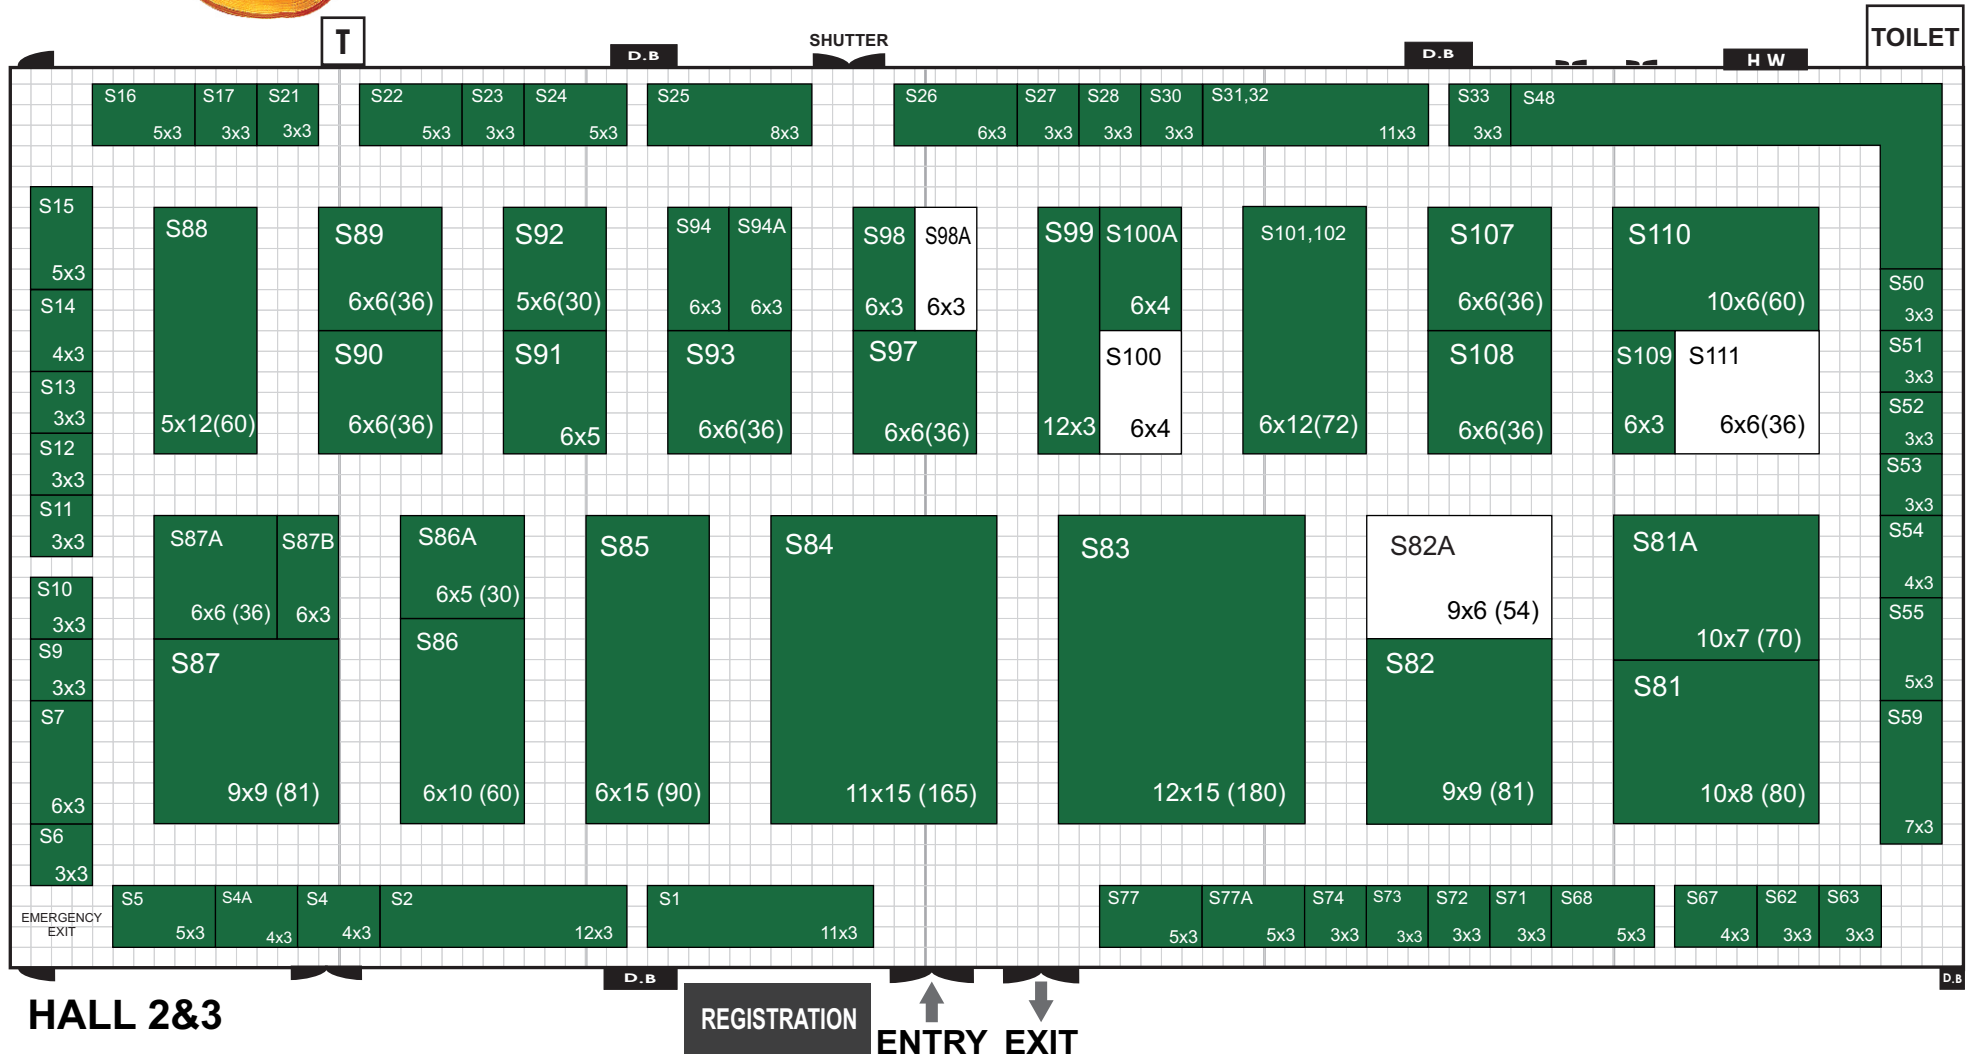 T
D.B
SHUTTER
D.B
H W
TOILET
S16
5x3
S17
3x3
S21
3x3
S22
5x3
S23
3x3
S24
5x3
S25
8x3
S26
6x3
S27
3x3
S28
3x3
S30
3x3
S31,32
11x3
S33
3x3
S48
S15
5x3
S14
4x3
S13
3x3
S12
3x3
S11
3x3
S10
3x3
S9
3x3
S7
6x3
S6
3x3
S88
5x12(60)
S89
6x6(36)
S90
6x6(36)
S92
5x6(30)
S91
6x5
S94
6x3
S94A
6x3
S93
6x6(36)
S98
6x3
S98A
6x3
S97
6x6(36)
S99
12x3
S100A
6x4
S100
6x4
S101,102
6x12(72)
S107
6x6(36)
S108
6x6(36)
S110
10x6(60)
S109
6x3
S111
6x6(36)
S50
3x3
S51
3x3
S52
3x3
S53
3x3
S54
4x3
S55
5x3
S59
7x3
S87A
6x6 (36)
S87B
6x3
S87
9x9 (81)
S86A
6x5 (30)
S86
6x10 (60)
S85
6x15 (90)
S84
11x15 (165)
S83
12x15 (180)
S82A
9x6 (54)
S82
9x9 (81)
S81A
10x7 (70)
S81
10x8 (80)
EMERGENCY
EXIT
S5
5x3
S4A
4x3
S4
4x3
S2
12x3
S1
11x3
S77
5x3
S77A
5x3
S74
3x3
S73
3x3
S72
3x3
S71
3x3
S68
5x3
S67
4x3
S62
3x3
S63
3x3
D.B
D.B
HALL 2&3
REGISTRATION
ENTRY
EXIT